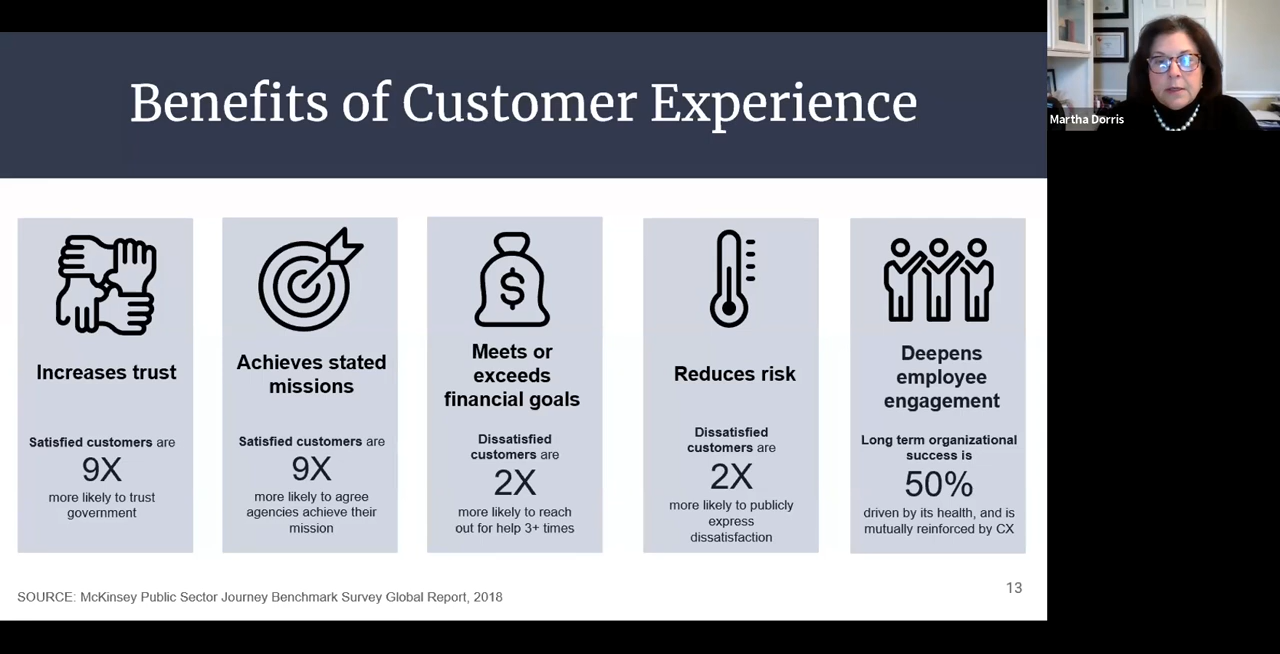 Benefits of Customer Experience
Martha Dorris
Increases trust
Satisfied customers are
9X
more likely to trust
government
Achieves stated
missions
Satisfied customers are
9X
more likely to agree
agencies achieve their
mission
$
Meets or
exceeds
financial goals
Dissatisfied
customers are
2X
more likely to reach
out for help 3+ times
Reduces risk
Dissatisfied
customers are
2X
more likely to publicly
express
dissatisfaction
Deepens
employee
engagement
Long term organizational
success is
50%
driven by its health, and is
mutually reinforced by CX
13
SOURCE: McKinsey Public Sector Journey Benchmark Survey Global Report, 2018